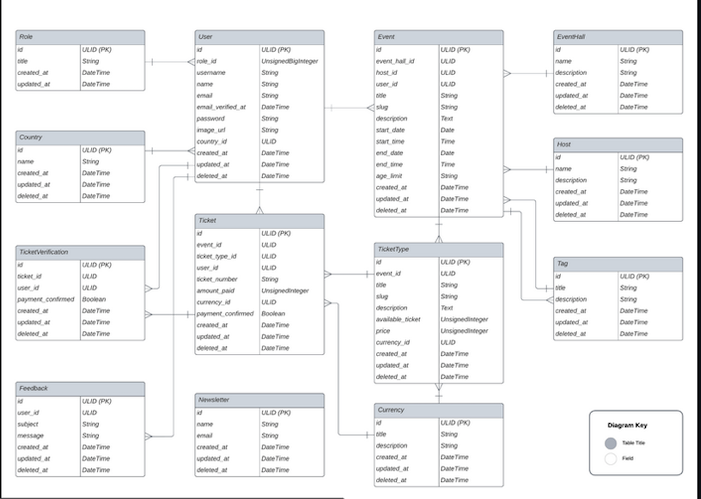 Role
id ULID (PK)
title String
created_at DateTime
updated_at DateTime
User
id ULID (PK)
role_id UnsignedBigInteger
username String
name String
email String
email_verified_at DateTime
password String
image_url String
country_id ULID
created_at DateTime
updated_at DateTime
deleted_at DateTime
Event
id ULID (PK)
event_hall_id ULID
host_id ULID
user_id ULID
title String
slug String
description Text
start_date Date
start_time Time
end_date Date
end_time Time
age_limit String
created_at DateTime
updated_at DateTime
deleted_at DateTime
EventHall
id ULID (PK)
name String
description String
created_at DateTime
updated_at DateTime
deleted_at DateTime
Country
id ULID (PK)
name String
created_at DateTime
updated_at DateTime
deleted_at DateTime
Host
id ULID (PK)
name String
description String
created_at DateTime
updated_at DateTime
deleted_at DateTime
TicketVerification
id ULID (PK)
ticket_id ULID
user_id ULID
payment_confirmed Boolean
created_at DateTime
updated_at DateTime
deleted_at DateTime
Ticket
id ULID (PK)
event_id ULID
ticket_type_id ULID
user_id ULID
ticket_number String
amount_paid UnsignedInteger
currency_id ULID
payment_confirmed Boolean
created_at DateTime
updated_at DateTime
deleted_at DateTime
TicketType
id ULID (PK)
event_id ULID
title String
slug String
description Text
available_ticket UnsignedInteger
price UnsignedInteger
currency_id ULID
created_at DateTime
updated_at DateTime
deleted_at DateTime
Tag
id ULID (PK)
title String
description String
created_at DateTime
updated_at DateTime
deleted_at DateTime
Feedback
id ULID (PK)
user_id ULID
subject String
message String
created_at DateTime
updated_at DateTime
deleted_at DateTime
Newsletter
id ULID (PK)
name String
email String
created_at DateTime
updated_at DateTime
deleted_at DateTime
Currency
id ULID (PK)
title String
description String
created_at DateTime
updated_at DateTime
deleted_at DateTime
Diagram Key
Table Title
Field